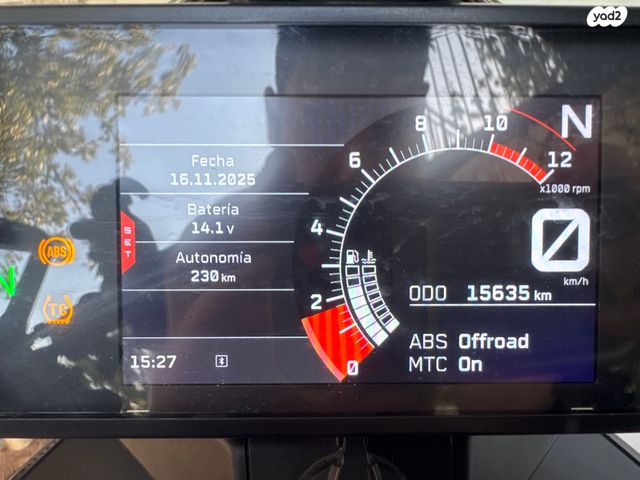 yad2
Fecha
16.11.2025
Batería
14.1 V
Autonomía
230 km
SET
ABS
TC
N
15:27
0
2
4
6
8
10
12
x1000 rpm
N
0
km/h
ODO 15635 km
ABS Offroad
MTC On